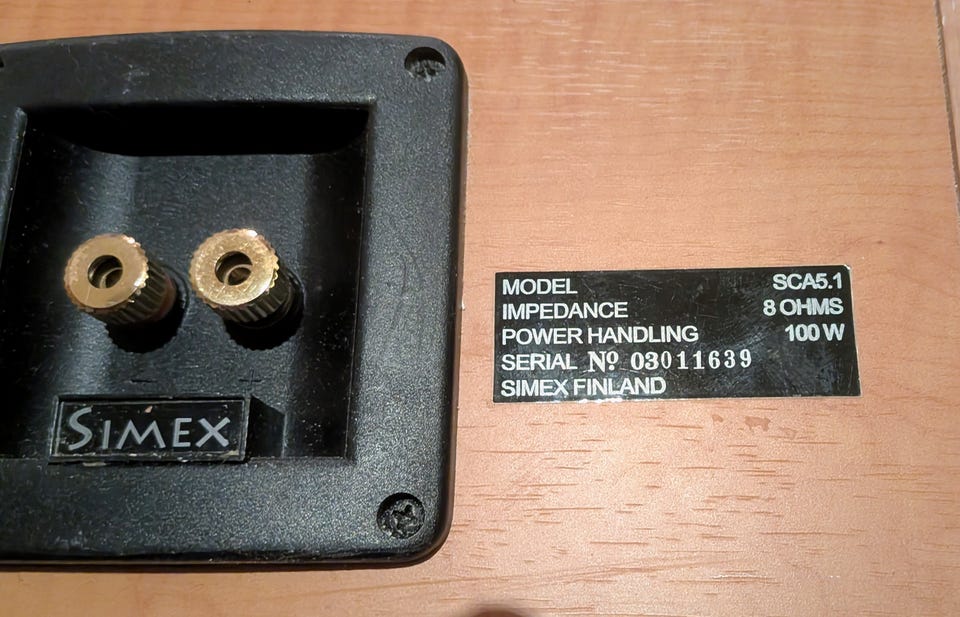 SIMEX
MODEL SCA5.1
IMPEDANCE 8 OHMS
POWER HANDLING 100 W
SERIAL Nº 03011639
SIMEX FINLAND